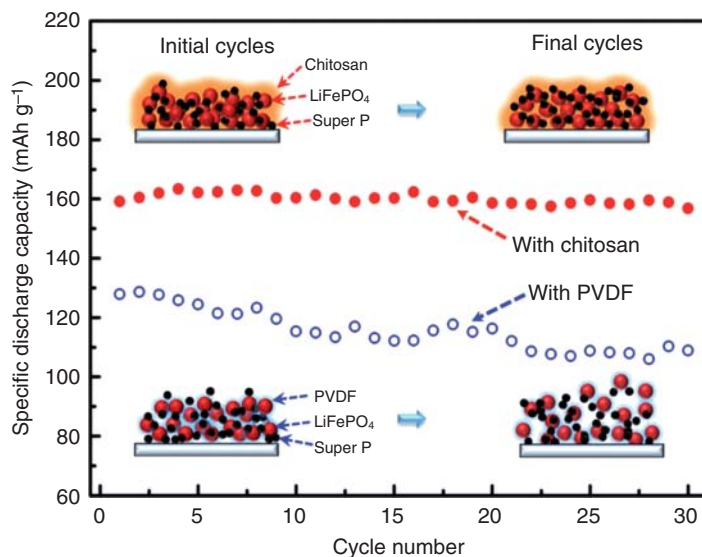 220
200
180
160
140
120
100
80
60
Specific discharge capacity (mAh g⁻¹)
Initial cycles
Final cycles
Chitosan
LiFePO₄
Super P
With chitosan
With PVDF
PVDF
LiFePO₄
Super P
0 5 10 15 20 25 30
Cycle number